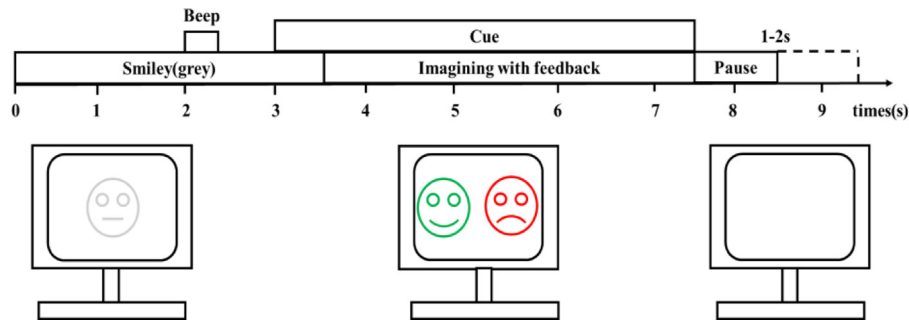 Beep
Cue
1-2s
Smiley(grey) Imagining with feedback Pause
0 1 2 3 4 5 6 7 8 9 times(s)